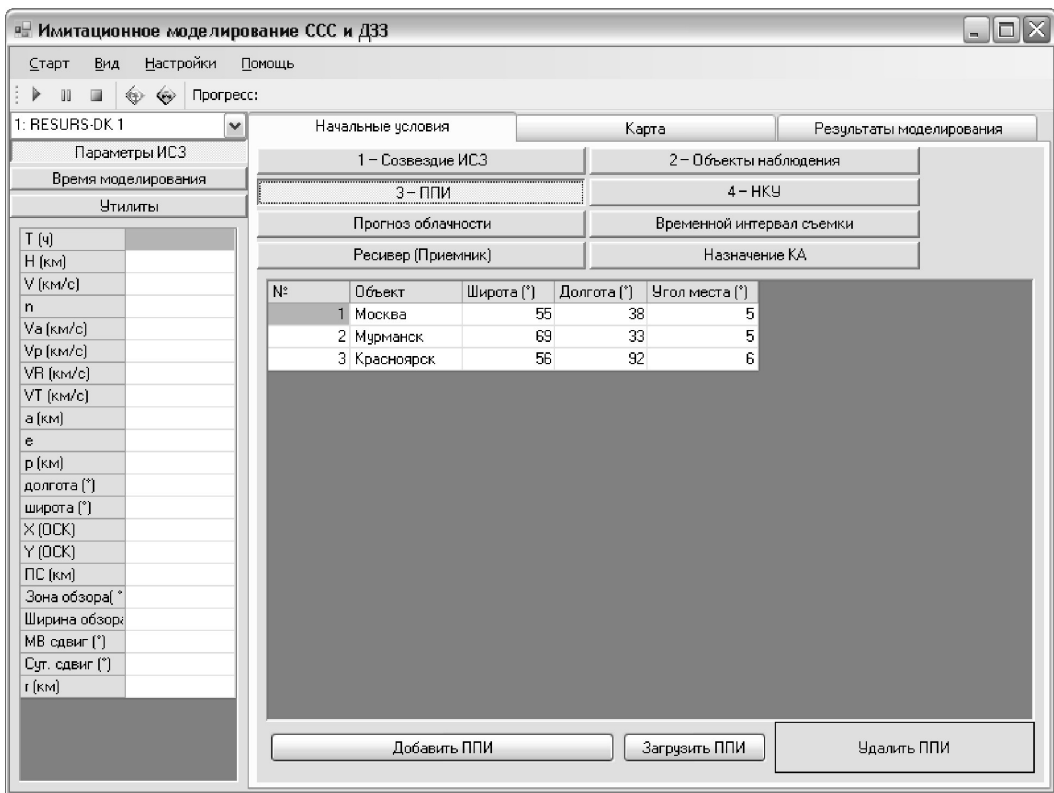 Имитационное моделирование ССС и ДЗЗ
Старт Вид Настройки Помощь
Прогресс:
1: RESURS-DK 1
Параметры ИСЗ
Время моделирования
Утилиты
T (ч)
H (км)
V (км/с)
n
Va (км/с)
Vp (км/с)
VR (км/с)
VT (км/с)
a (км)
e
p (км)
долгота (°)
широта (°)
X (ОСК)
Y (ОСК)
ПС (км)
Зона обзора( °
Ширина обзора
МВ сдвиг (°)
Сут. сдвиг (°)
r (км)
Начальные условия Карта Результаты моделирования
1 – Созвездие ИСЗ 2 – Объекты наблюдения
3 – ППИ 4 – НКУ
Прогноз облачности Временной интервал съемки
Ресивер (Приемник) Назначение КА
№ Объект Широта (°) Долгота (°) Угол места (°)
1 Москва 55 38 5
2 Мурманск 69 33 5
3 Красноярск 56 92 6
Добавить ППИ Загрузить ППИ Удалить ППИ